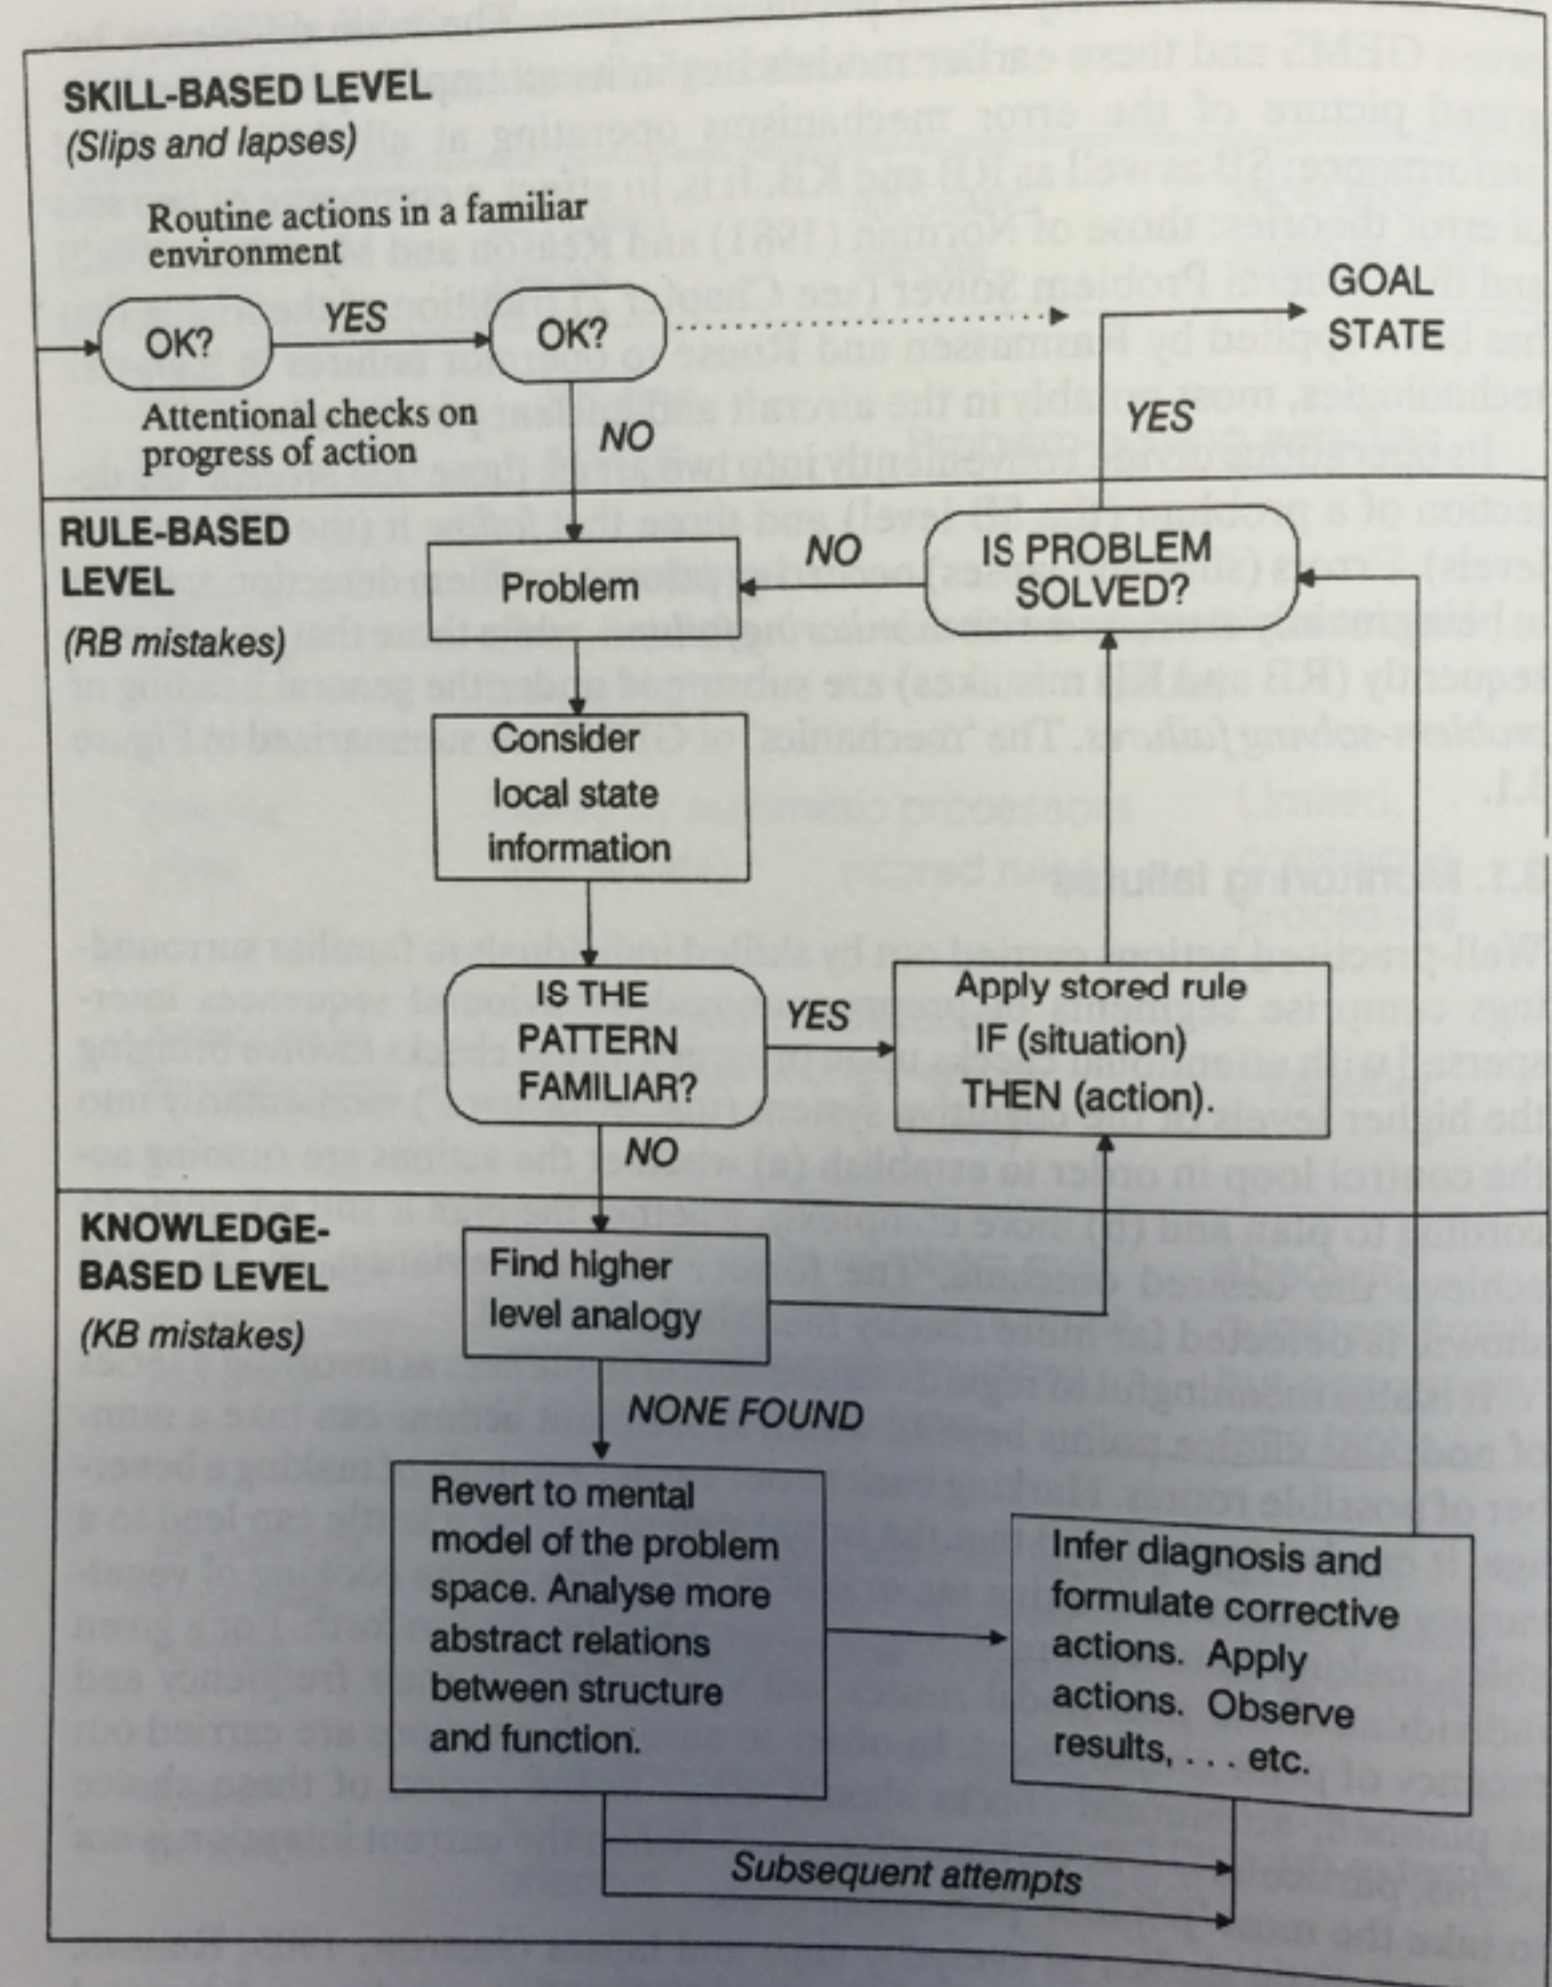 SKILL-BASED LEVEL
(Slips and lapses)
Routine actions in a familiar
environment
OK?
YES
OK?
GOAL
STATE
Attentional checks on
progress of action
NO
YES
RULE-BASED
LEVEL
(RB mistakes)
Problem
NO
IS PROBLEM
SOLVED?
Consider
local state
information
IS THE
PATTERN
FAMILIAR?
YES
Apply stored rule
IF (situation)
THEN (action).
NO
KNOWLEDGE-
BASED LEVEL
(KB mistakes)
Find higher
level analogy
NONE FOUND
Revert to mental
model of the problem
space. Analyse more
abstract relations
between structure
and function.
Infer diagnosis and
formulate corrective
actions. Apply
actions. Observe
results, . . . etc.
Subsequent attempts